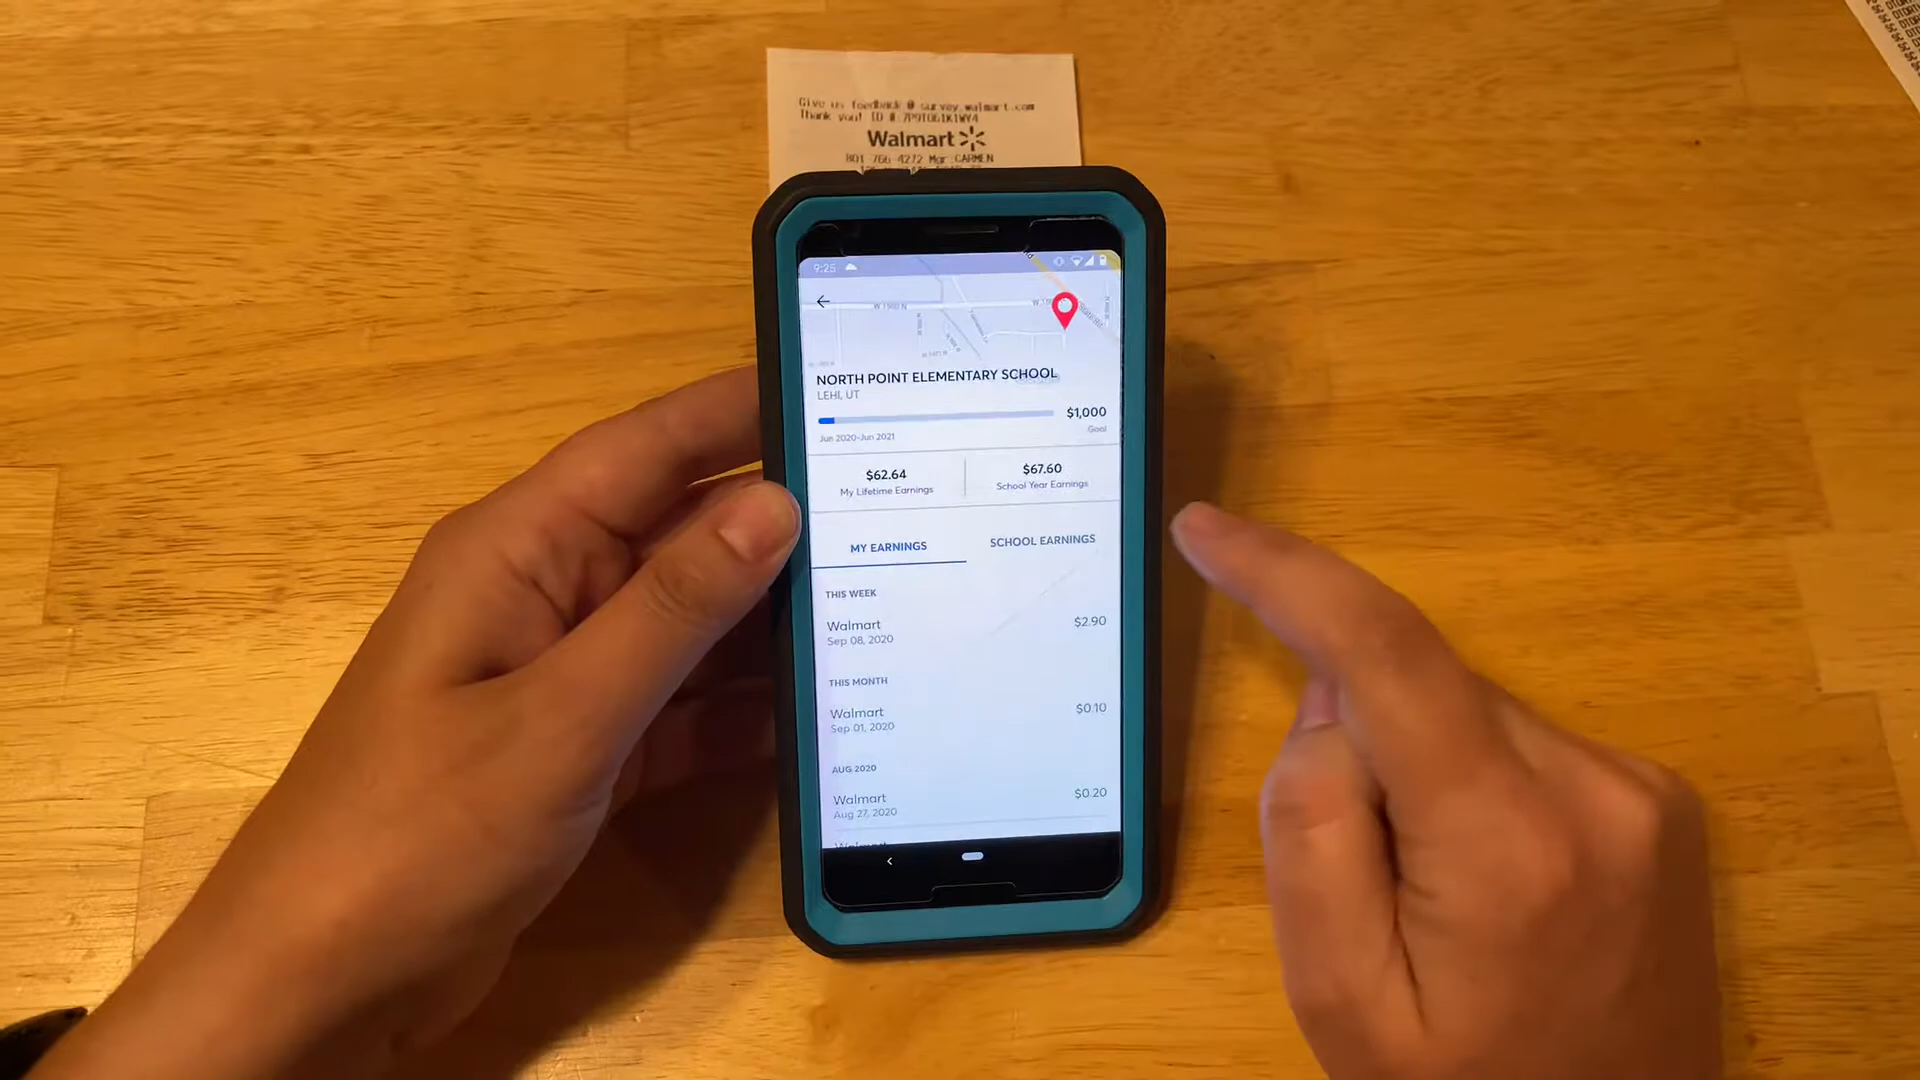 Give us feedback @ survey.walmart.com
Thank you! ID #:7P9TO61K1WY4
Walmart
801-766-4272 Mgr:CARMEN
9:25
W 1900 N
NORTH POINT ELEMENTARY SCHOOL
LEHI, UT
$1,000
Goal
Jun 2020-Jun 2021
$62.64
My Lifetime Earnings
$67.60
School Year Earnings
MY EARNINGS
SCHOOL EARNINGS
THIS WEEK
Walmart
$2.90
Sep 08, 2020
THIS MONTH
Walmart
$0.10
Sep 01, 2020
AUG 2020
Walmart
$0.20
Aug 27, 2020